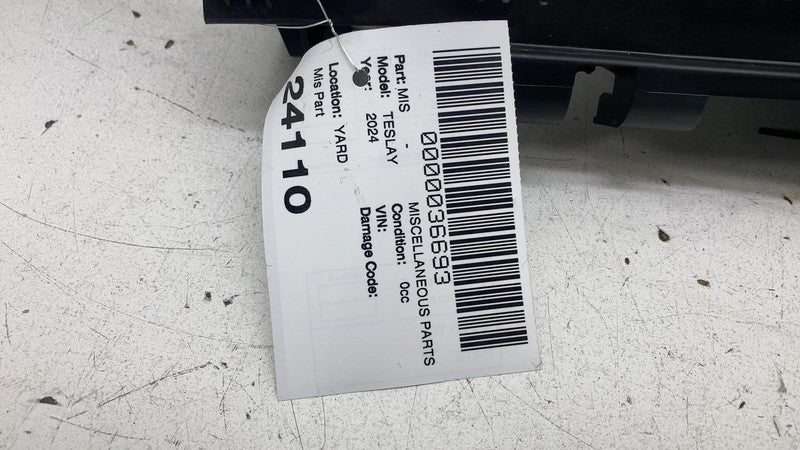 0000036693
Part: MIS - MISCELLANEOUS PARTS
Model: TESLAY Condition: 0cc
Year: 2024 VIN:
Damage Code:
Location: YARD
Mis Part
24110